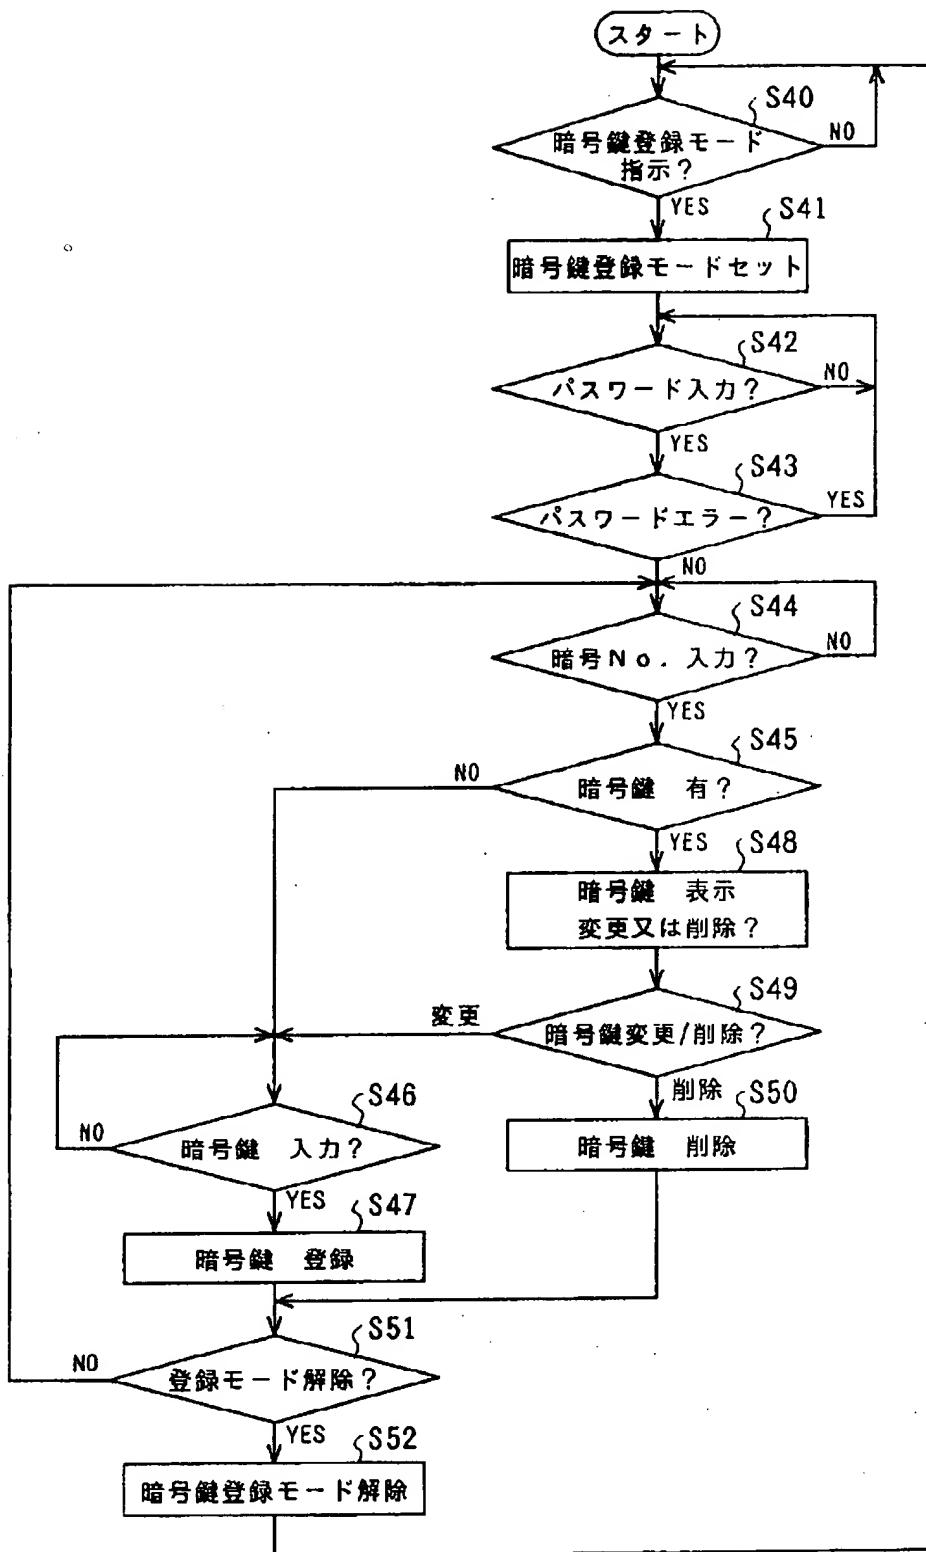 スタート
S40
暗号鍵登録モード
指示？
NO
YES
S41
暗号鍵登録モードセット
S42
パスワード入力？
NO
YES
S43
パスワードエラー？
YES
NO
S44
暗号No．入力？
NO
YES
S45
暗号鍵　有？
NO
YES
S48
暗号鍵　表示
変更又は削除？
S49
暗号鍵変更/削除？
変更
削除
S50
暗号鍵　削除
S46
暗号鍵　入力？
NO
YES
S47
暗号鍵　登録
S51
登録モード解除？
NO
YES
S52
暗号鍵登録モード解除